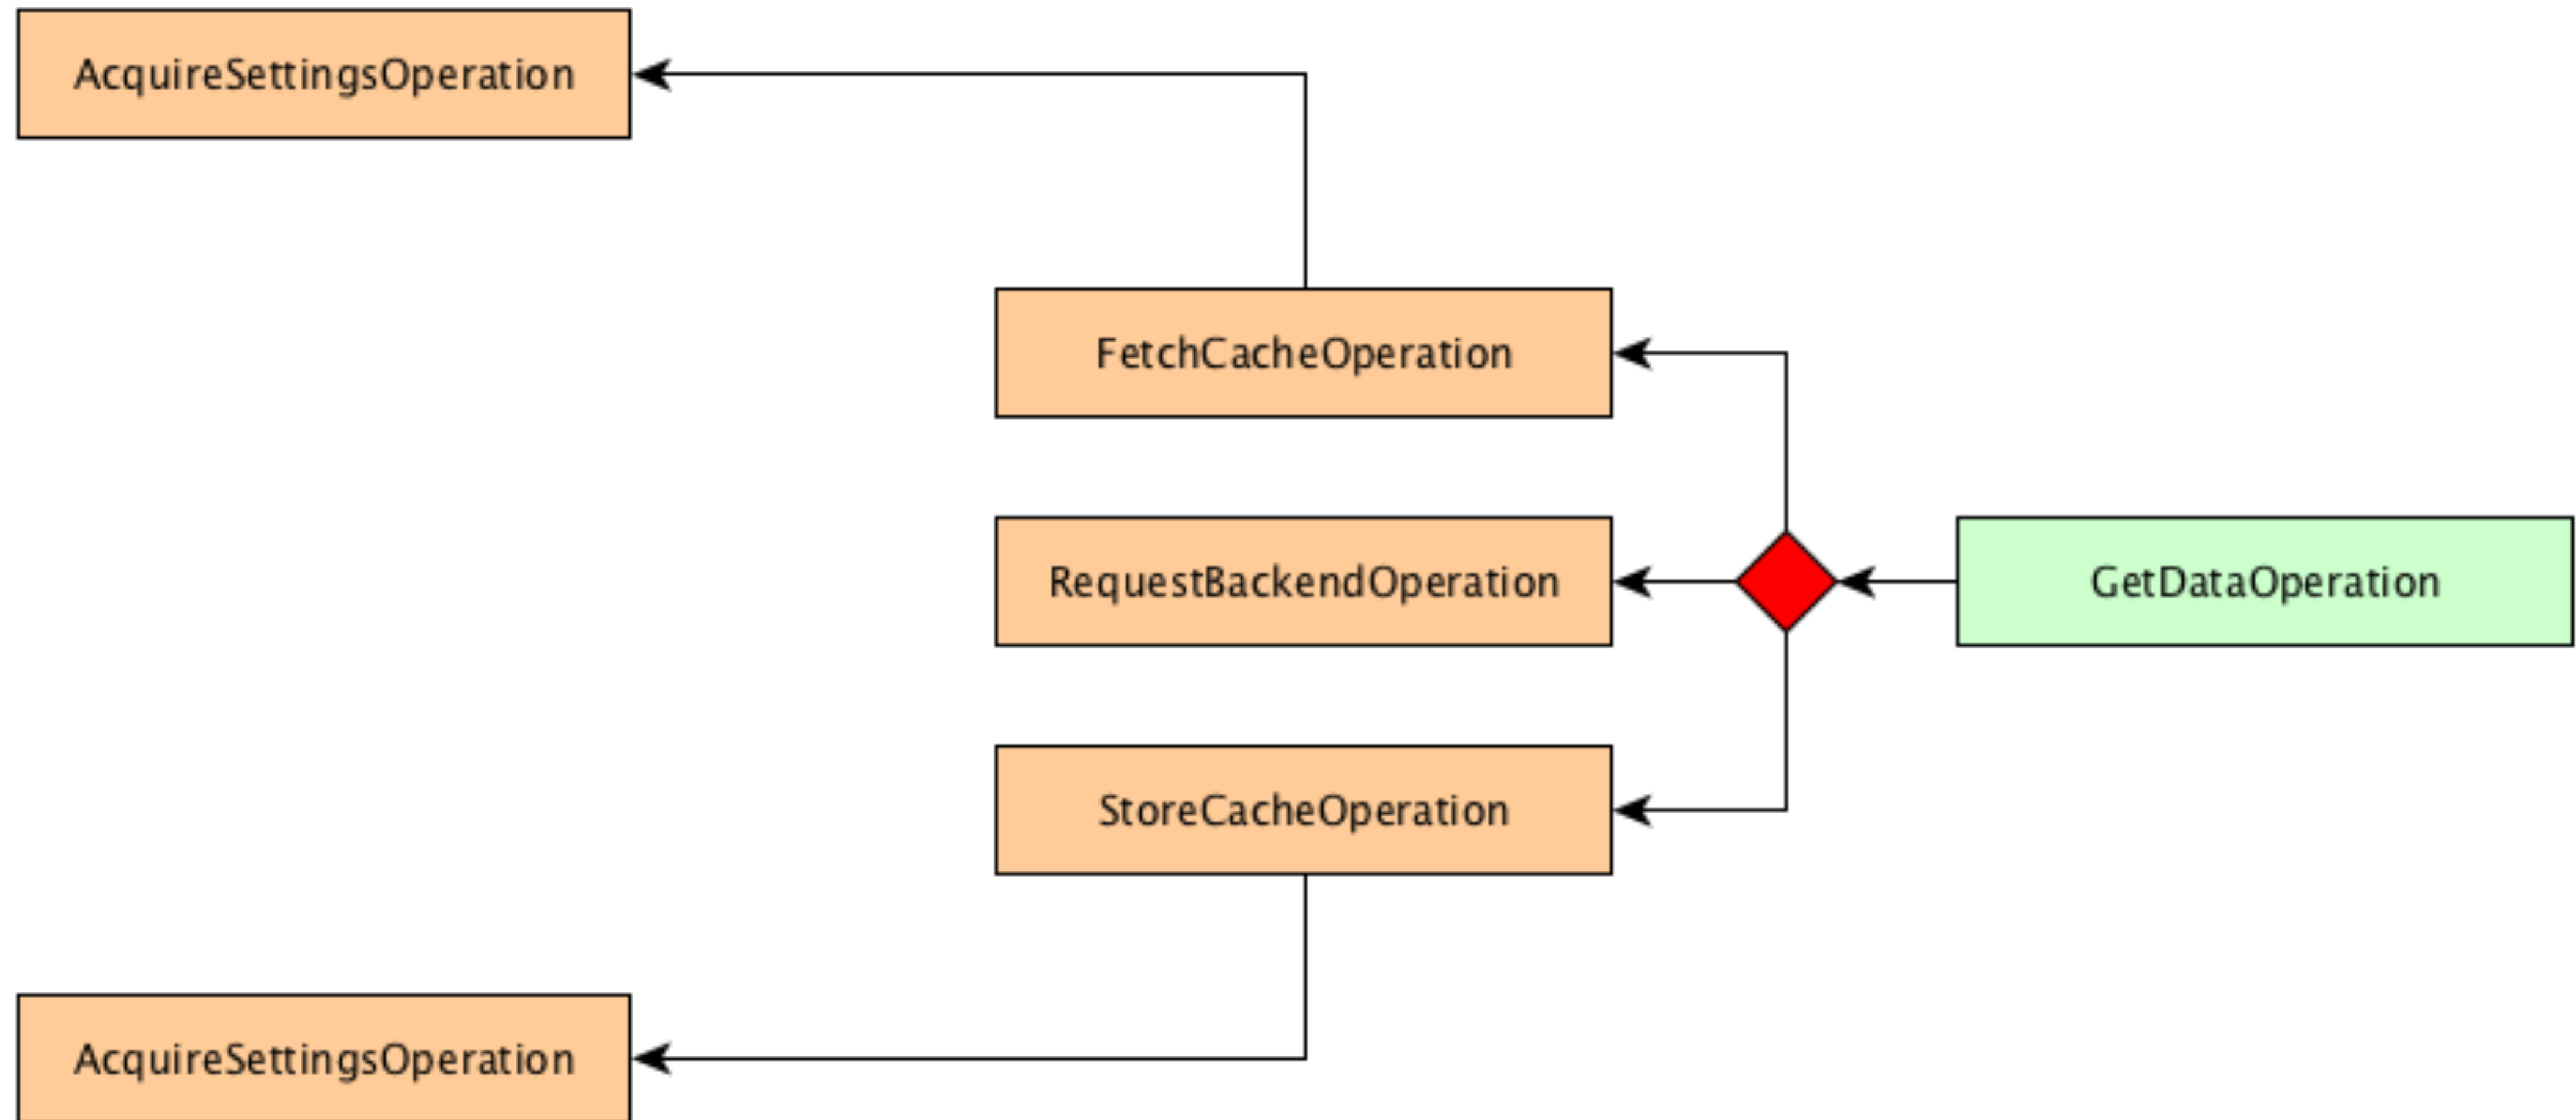 AcquireSettingsOperation
FetchCacheOperation
RequestBackendOperation
GetDataOperation
StoreCacheOperation
AcquireSettingsOperation